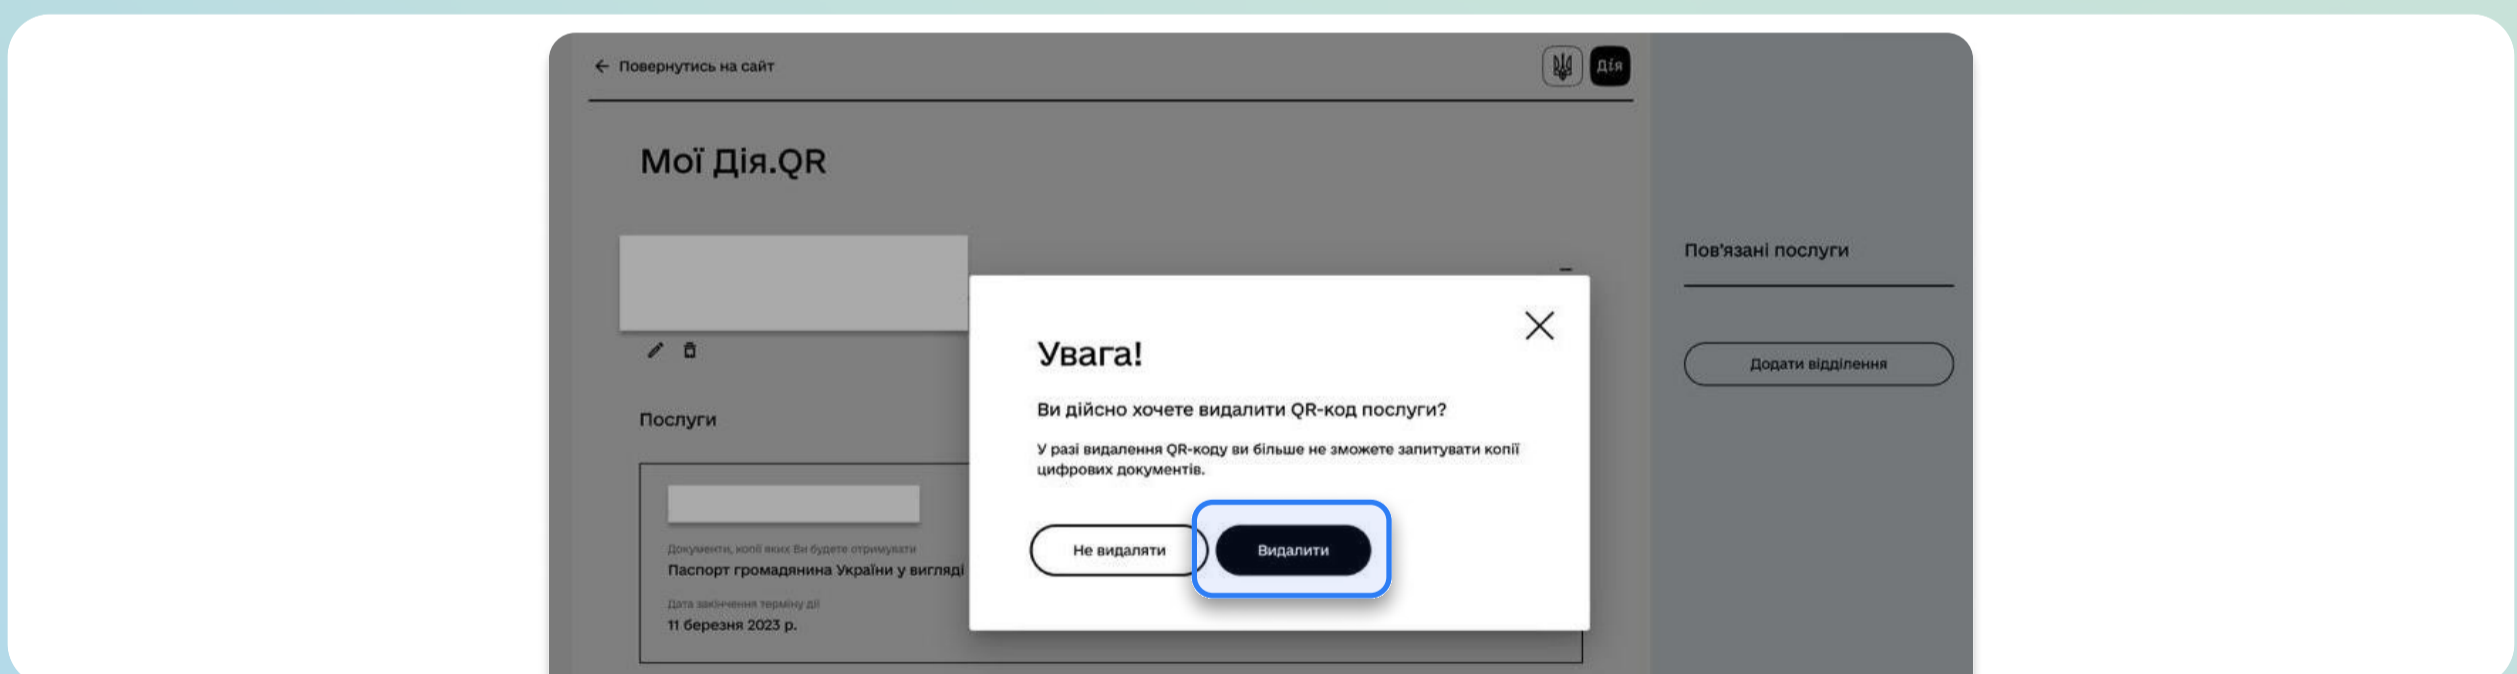 Повернутись на сайт
Дія
Мої Дія.QR
Пов'язані послуги
Додати відділення
Послуги
Документи, копії яких Ви будете отримувати
Паспорт громадянина України у вигляді
Дата закінчення терміну дії
11 березня 2023 р.
Увага!
Ви дійсно хочете видалити QR-код послуги?
У разі видалення QR-коду ви більше не зможете запитувати копії
цифрових документів.
Не видаляти
Видалити